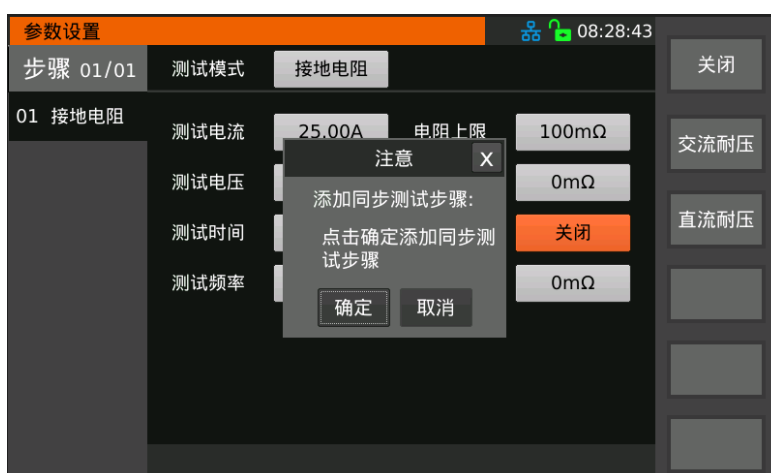 参数设置
08:28:43
步骤 01/01
测试模式
接地电阻
关闭
01 接地电阻
测试电流
25.00A
电阻上限
100mΩ
交流耐压
注意
X
测试电压
添加同步测试步骤:
0mΩ
直流耐压
测试时间
点击确定添加同步测
试步骤
关闭
测试频率
0mΩ
确定
取消